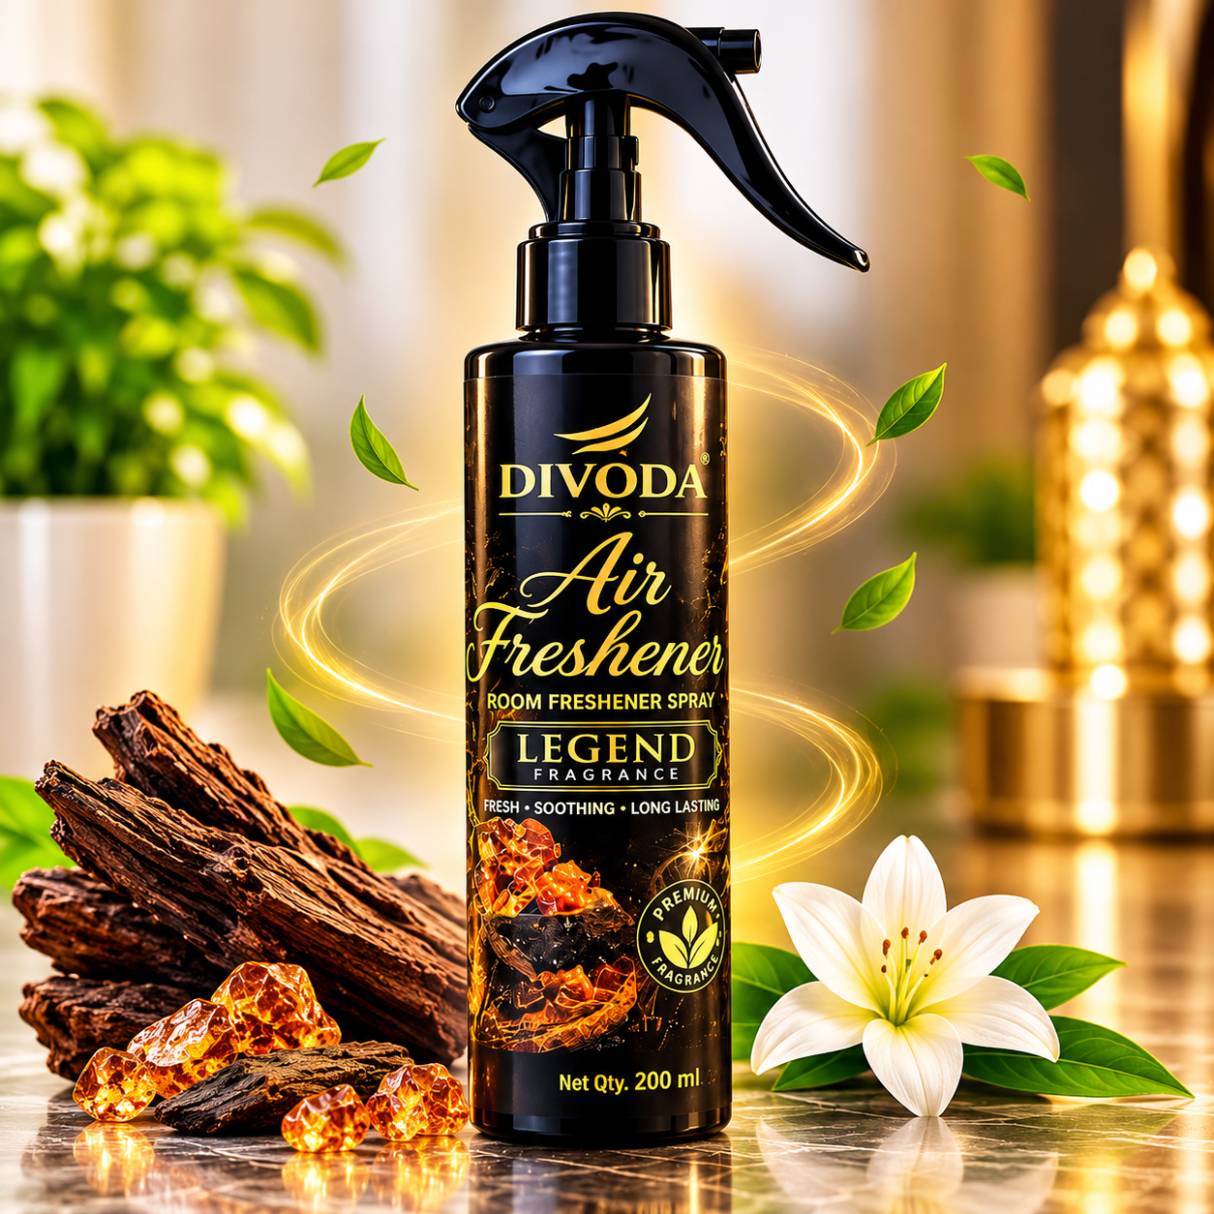 DIVODA®
Air
Freshener
ROOM FRESHENER SPRAY
LEGEND
FRAGRANCE
FRESH • SOOTHING • LONG LASTING
PREMIUM
FRAGRANCE
Net Qty. 200 ml